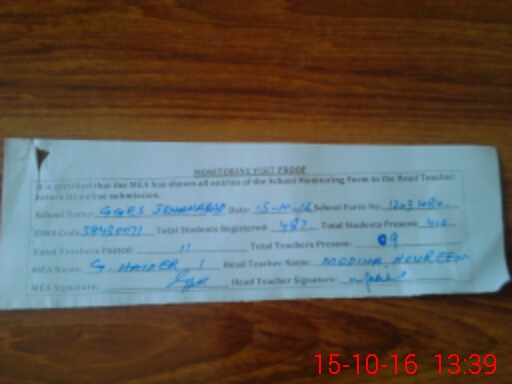 MONITORING VISIT PROOF
It is certified that the MEA has shown all entries of the School Monitoring Form to the Head Teacher
before its online submission.
School Name: GGES Date: 15-10-16 School Form No:
EMIS Code: 38430071 Total Students Registered: 487 Total Students Present:
Total Teachers Posted: 11 Total Teachers Present: 09
MEA Name: G HAIDER Head Teacher Name: NOUREEN
MEA Signature: Head Teacher Signature:
15-10-16 13:39